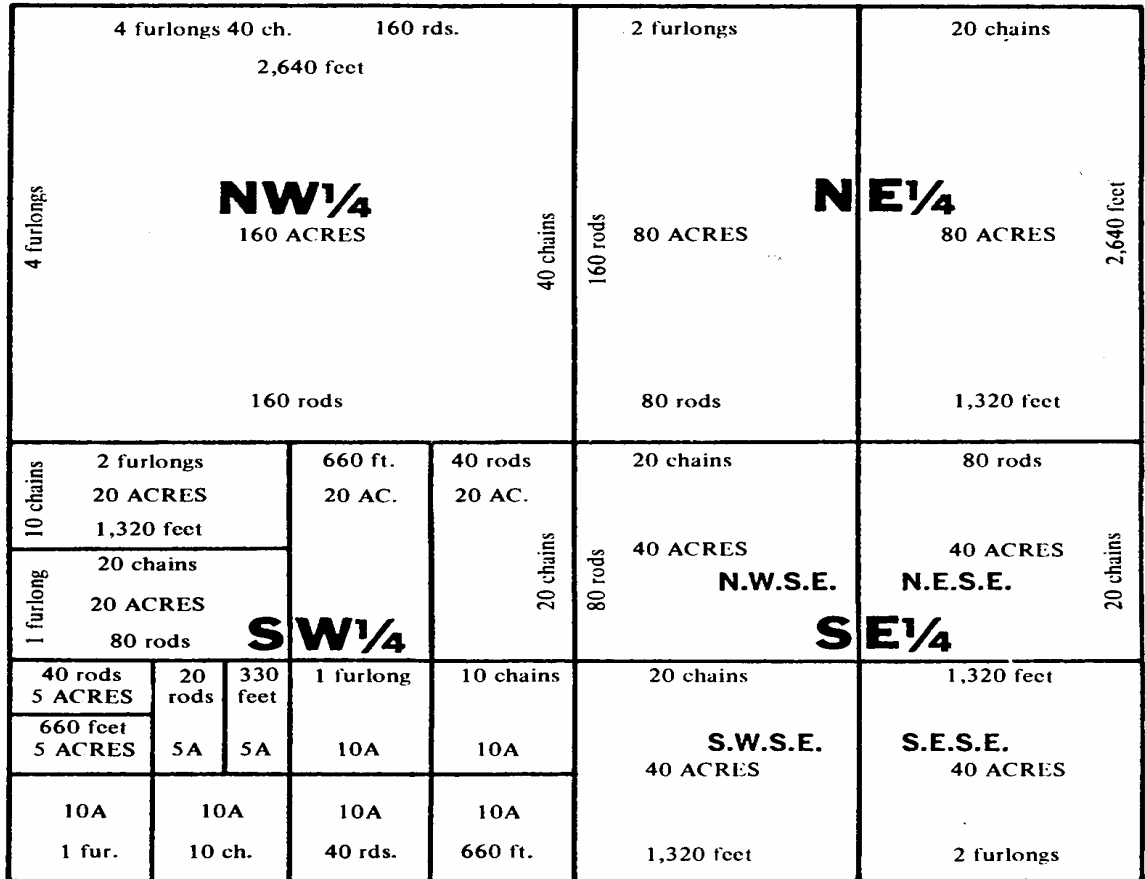 4 furlongs 40 ch. 160 rds.
2,640 feet
4 furlongs
NW1/4
160 ACRES
40 chains
160 rods
2 furlongs
20 chains
NE1/4
160 rods
80 ACRES
80 ACRES
2,640 feet
80 rods
1,320 feet
10 chains
2 furlongs
20 ACRES
1,320 feet
1 furlong
20 chains
20 ACRES
80 rods
660 ft.
20 AC.
40 rods
20 AC.
20 chains
SW1/4
40 rods
5 ACRES
660 feet
5 ACRES
20
rods
5A
330
feet
5A
1 furlong
10A
10 chains
10A
10A
1 fur.
10A
10 ch.
10A
40 rds.
10A
660 ft.
20 chains
80 rods
40 ACRES
N.W.S.E.
80 rods
40 ACRES
N.E.S.E.
20 chains
SE1/4
20 chains
S.W.S.E.
40 ACRES
1,320 feet
1,320 feet
S.E.S.E.
40 ACRES
2 furlongs